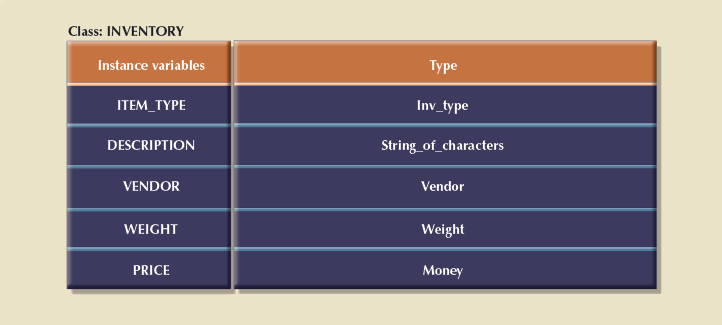 Class: INVENTORY
Instance variables Type
ITEM_TYPE Inv_type
DESCRIPTION String_of_characters
VENDOR Vendor
WEIGHT Weight
PRICE Money